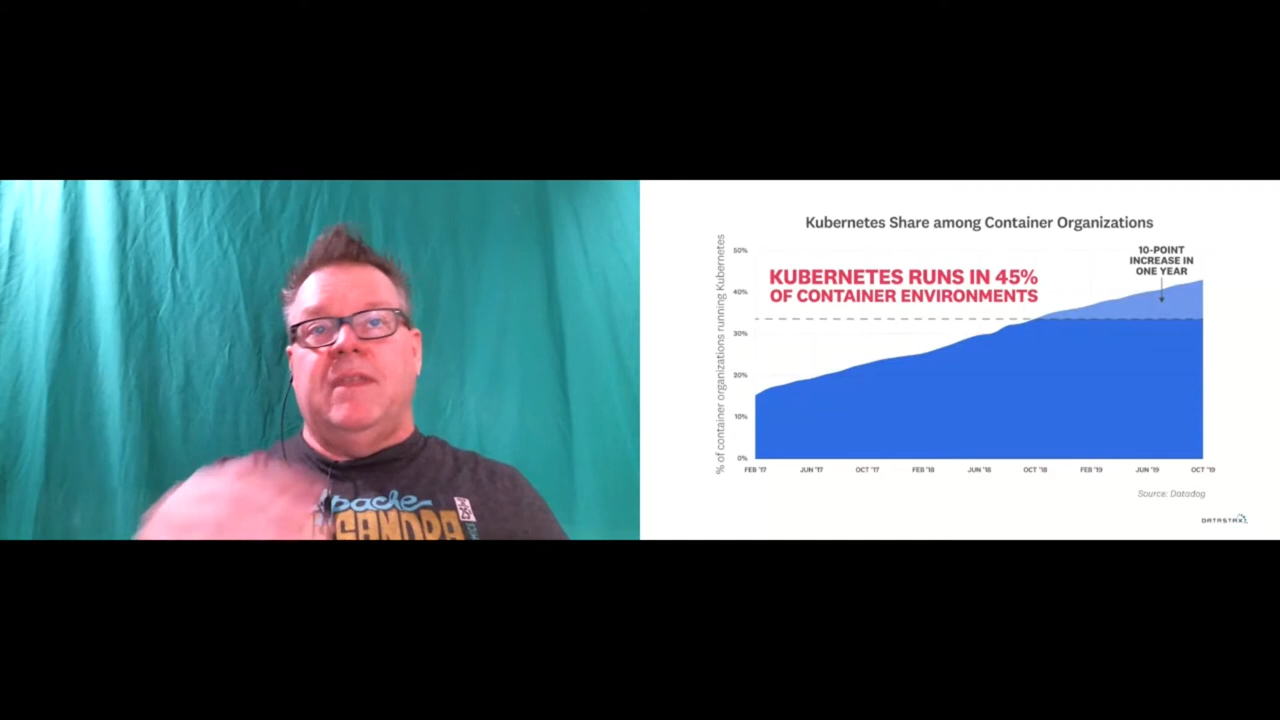 pache
SANDRA
Kubernetes Share among Container Organizations
% of container organizations running Kubernetes
50%
40%
30%
20%
10%
0%
KUBERNETES RUNS IN 45%
OF CONTAINER ENVIRONMENTS
10-POINT
INCREASE IN
ONE YEAR
FEB '17
JUN '17
OCT '17
FEB '18
JUN '18
OCT '18
FEB '19
JUN '19
OCT '19
Source: Datadog
DATASTAX